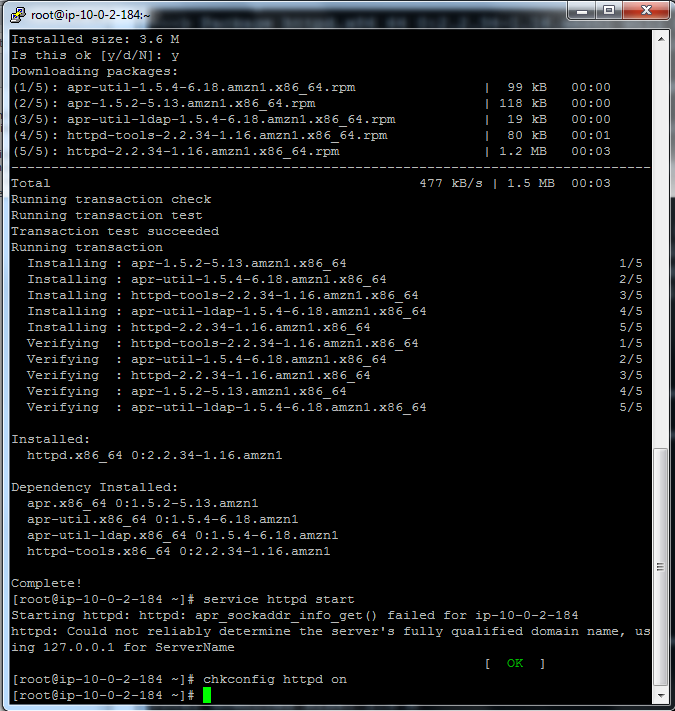 root@ip-10-0-2-184:~
Installed size: 3.6 M
Is this ok [y/d/N]: y
Downloading packages:
(1/5): apr-util-1.5.4-6.18.amzn1.x86_64.rpm | 99 kB 00:00
(2/5): apr-1.5.2-5.13.amzn1.x86_64.rpm | 118 kB 00:00
(3/5): apr-util-ldap-1.5.4-6.18.amzn1.x86_64.rpm | 19 kB 00:00
(4/5): httpd-tools-2.2.34-1.16.amzn1.x86_64.rpm | 80 kB 00:01
(5/5): httpd-2.2.34-1.16.amzn1.x86_64.rpm | 1.2 MB 00:03
--------------------------------------------------------------------------------
Total 477 kB/s | 1.5 MB 00:03
Running transaction check
Running transaction test
Transaction test succeeded
Running transaction
Installing : apr-1.5.2-5.13.amzn1.x86_64 1/5
Installing : apr-util-1.5.4-6.18.amzn1.x86_64 2/5
Installing : httpd-tools-2.2.34-1.16.amzn1.x86_64 3/5
Installing : apr-util-ldap-1.5.4-6.18.amzn1.x86_64 4/5
Installing : httpd-2.2.34-1.16.amzn1.x86_64 5/5
Verifying : httpd-tools-2.2.34-1.16.amzn1.x86_64 1/5
Verifying : apr-util-1.5.4-6.18.amzn1.x86_64 2/5
Verifying : httpd-2.2.34-1.16.amzn1.x86_64 3/5
Verifying : apr-1.5.2-5.13.amzn1.x86_64 4/5
Verifying : apr-util-ldap-1.5.4-6.18.amzn1.x86_64 5/5
Installed:
httpd.x86_64 0:2.2.34-1.16.amzn1
Dependency Installed:
apr.x86_64 0:1.5.2-5.13.amzn1
apr-util.x86_64 0:1.5.4-6.18.amzn1
apr-util-ldap.x86_64 0:1.5.4-6.18.amzn1
httpd-tools.x86_64 0:2.2.34-1.16.amzn1
Complete!
[root@ip-10-0-2-184 ~]# service httpd start
Starting httpd: httpd: apr_sockaddr_info_get() failed for ip-10-0-2-184
httpd: Could not reliably determine the server's fully qualified domain name, us
ing 127.0.0.1 for ServerName
[ OK ]
[root@ip-10-0-2-184 ~]# chkconfig httpd on
[root@ip-10-0-2-184 ~]#